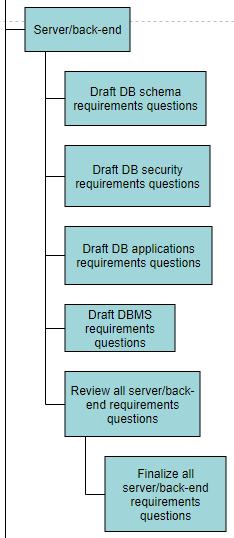 Server/back-end
Draft DB schema
requirements questions
Draft DB security
requirements questions
Draft DB applications
requirements questions
Draft DBMS
requirements
questions
Review all server/back-
end requirements
questions
Finalize all
server/back-end
requirements
questions